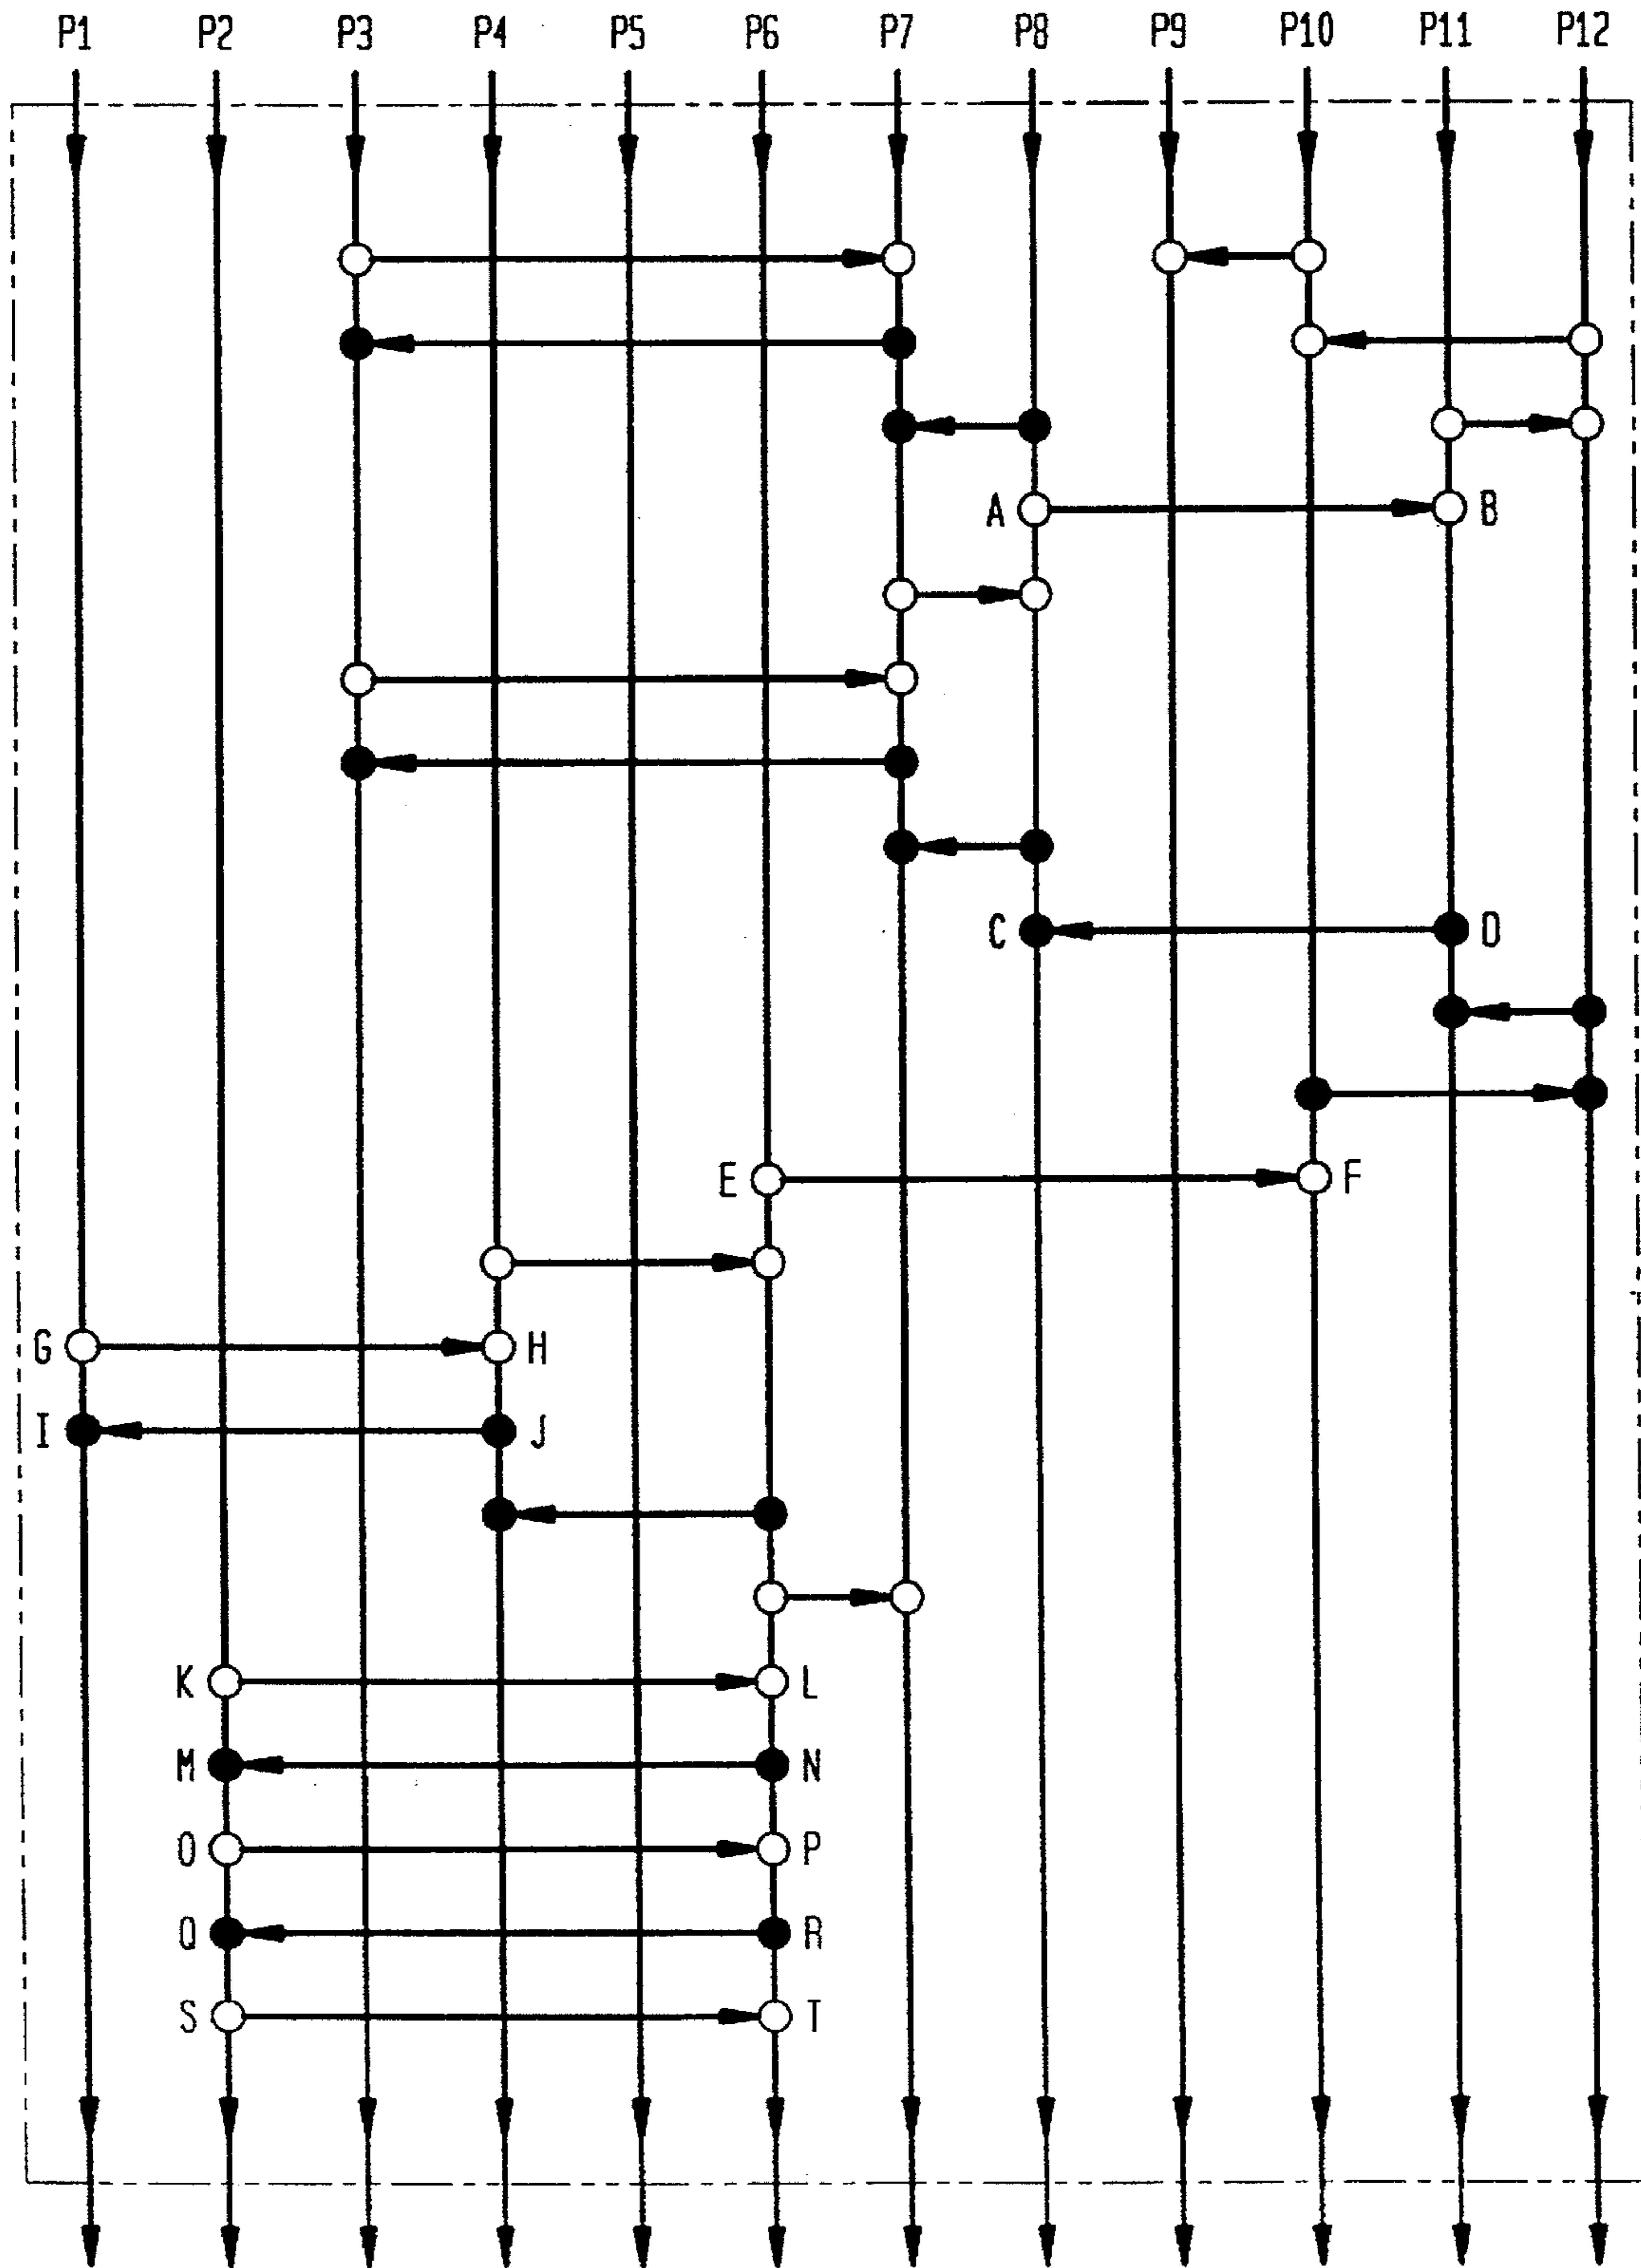 P1 P2 P3 P4 P5 P6 P7 P8 P9 P10 P11 P12
A B
C D
E F
G H
I J
K L
M N
O P
Q R
S T